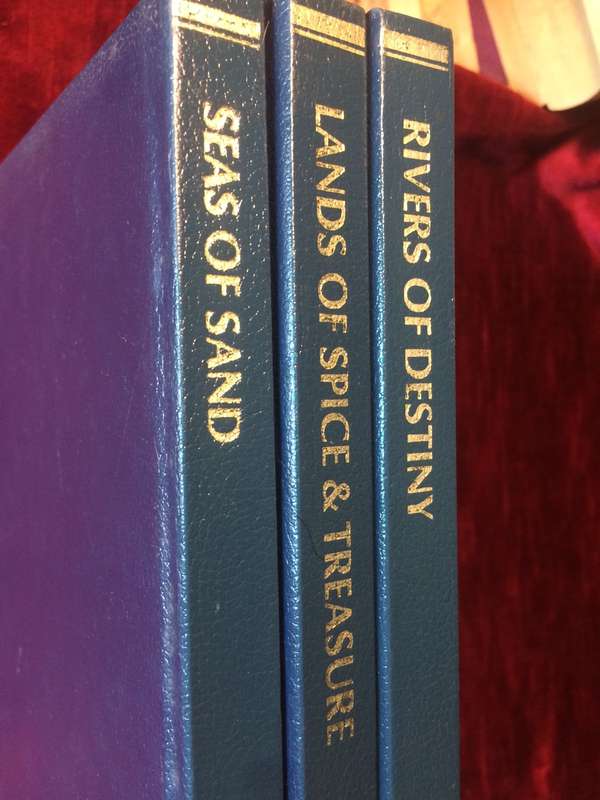 SEAS OF SAND
LANDS OF SPICE & TREASURE
RIVERS OF DESTINY